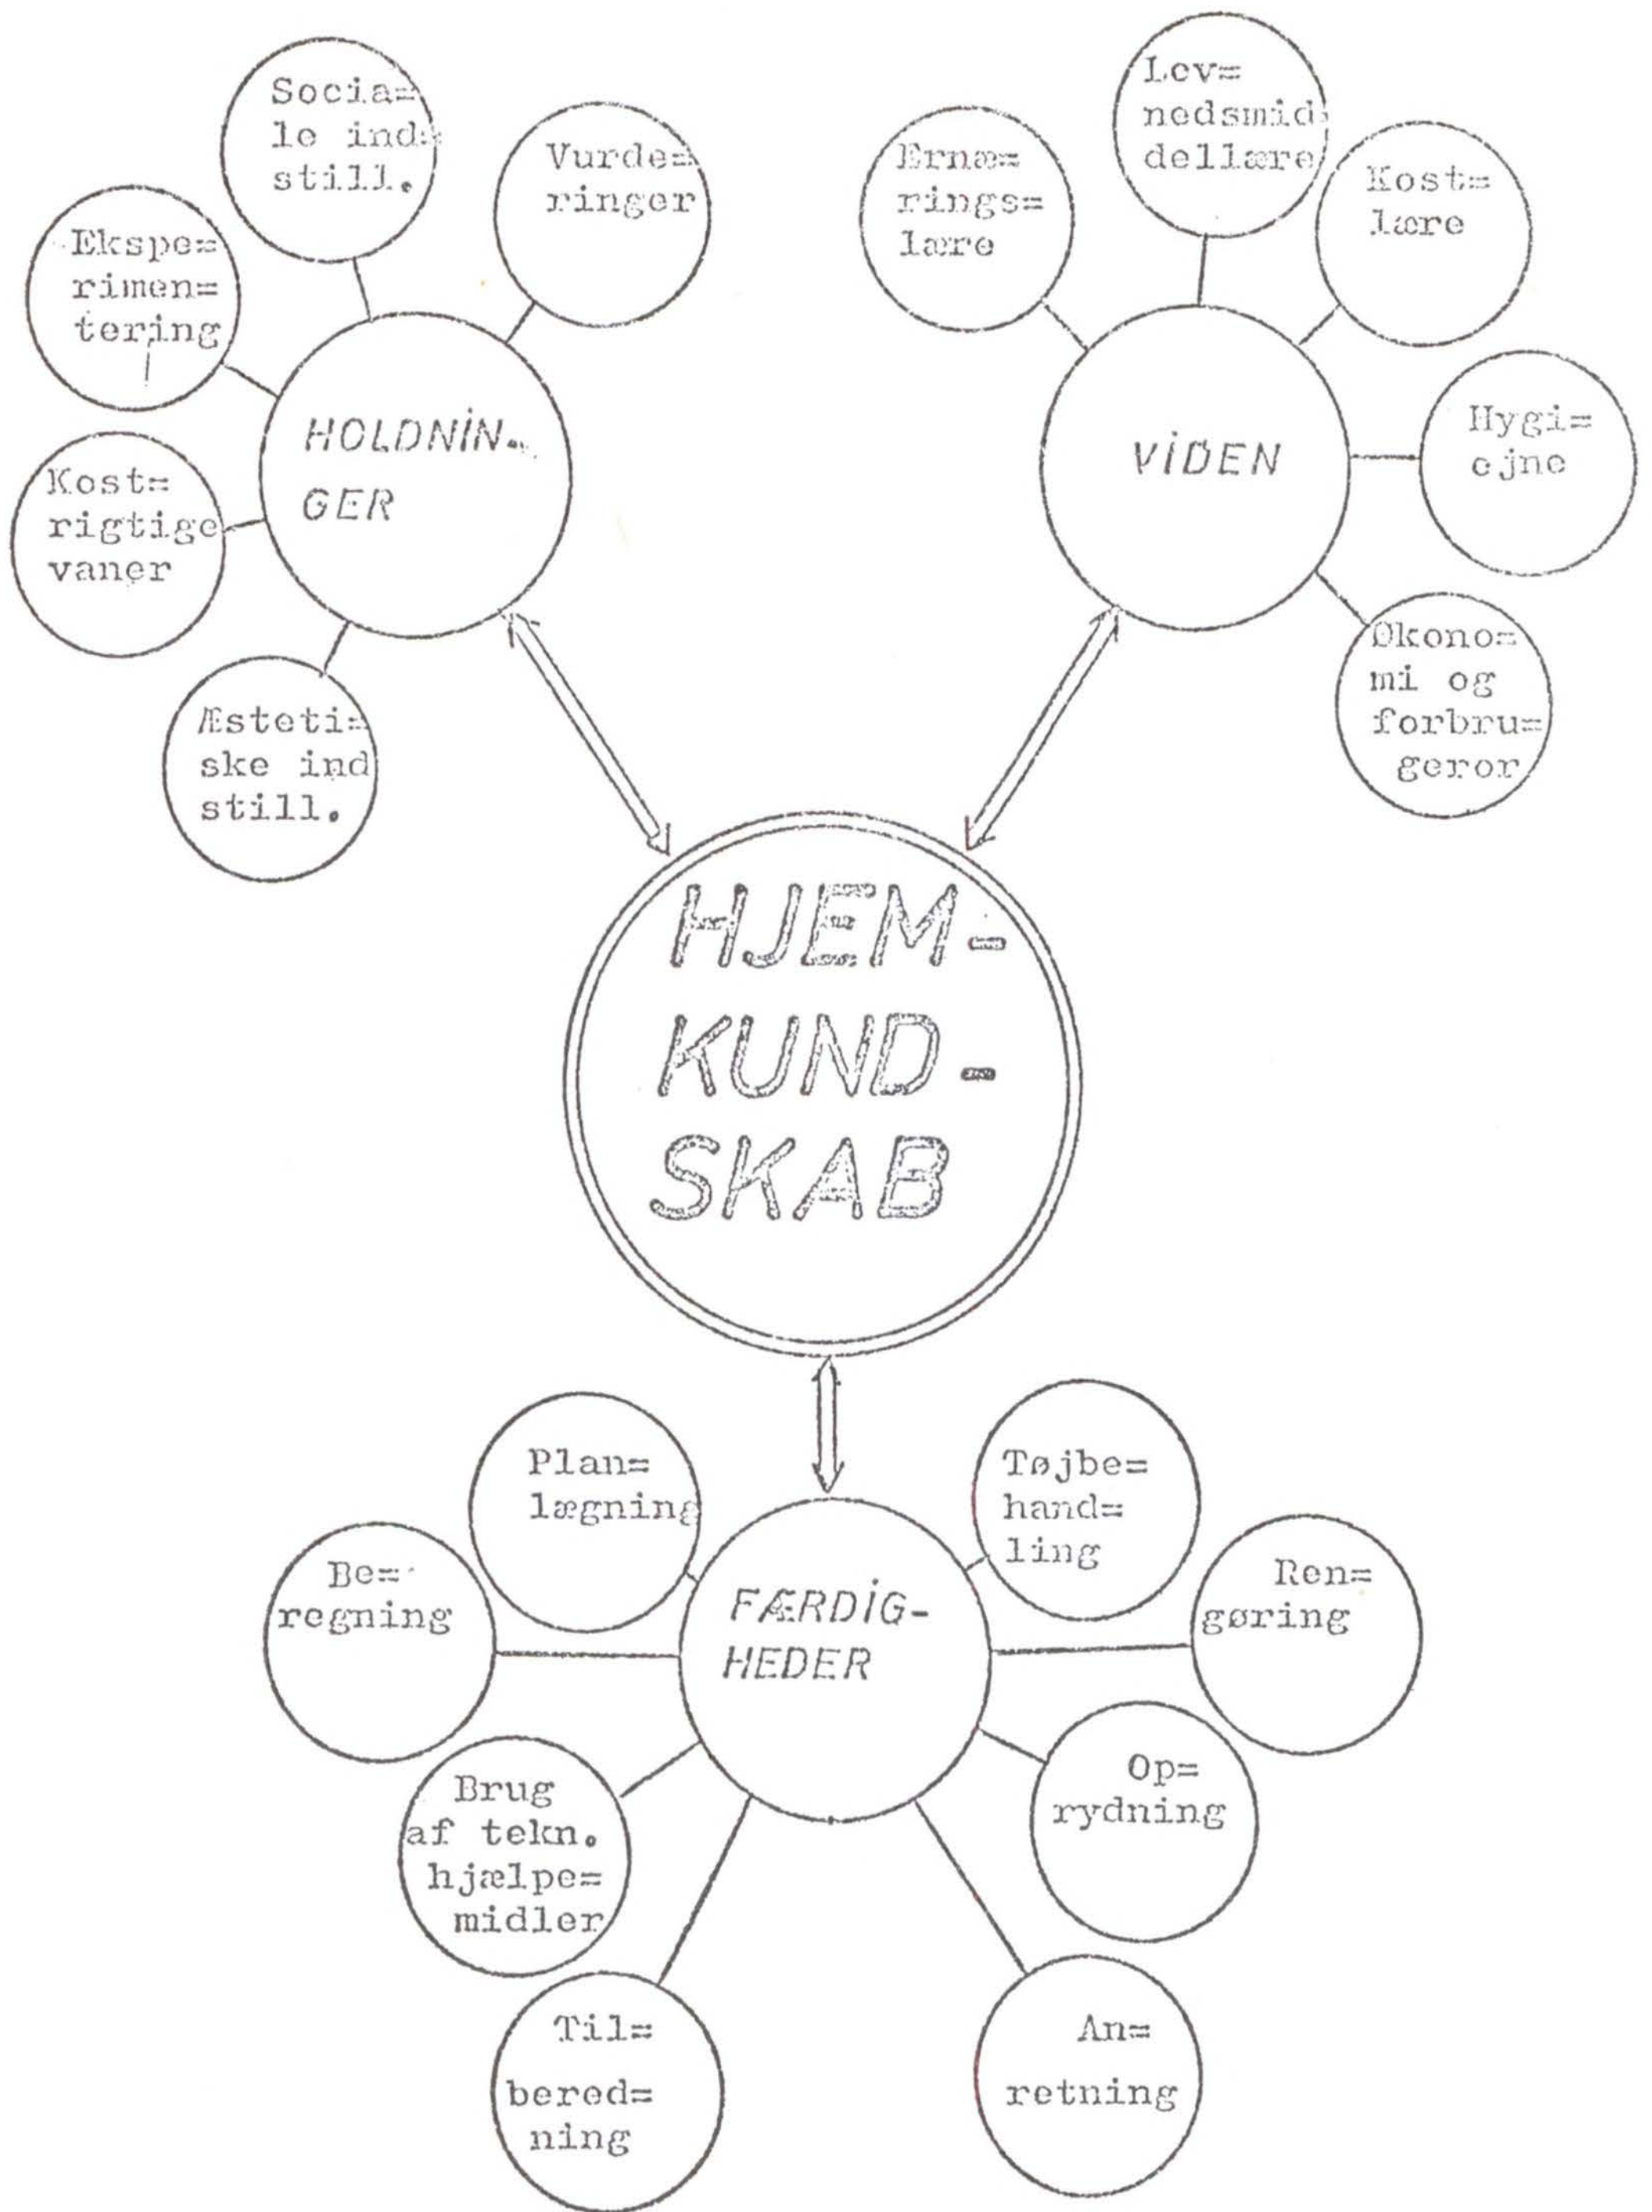 Socia=
le ind=
still.
Vurde=
ringer
Ekspe=
rimen=
tering
Kost=
rigtige
vaner
Æsteti=
ske ind
still.
HOLDNIN-
GER
Ernæ=
rings=
lære
Lev=
nedsmid=
dellære
Kost=
lære
Hygi=
ejne
Økono=
mi og
forbru=
geror
VIDEN
HJEM-
KUND-
SKAB
Plan=
lægning
Tøjbe=
hand=
ling
Be=
regning
Ren=
gøring
FÆRDIG-
HEDER
Brug
af tekn.
hjælpe=
midler
Op=
rydning
Til=
bered=
ning
An=
retning